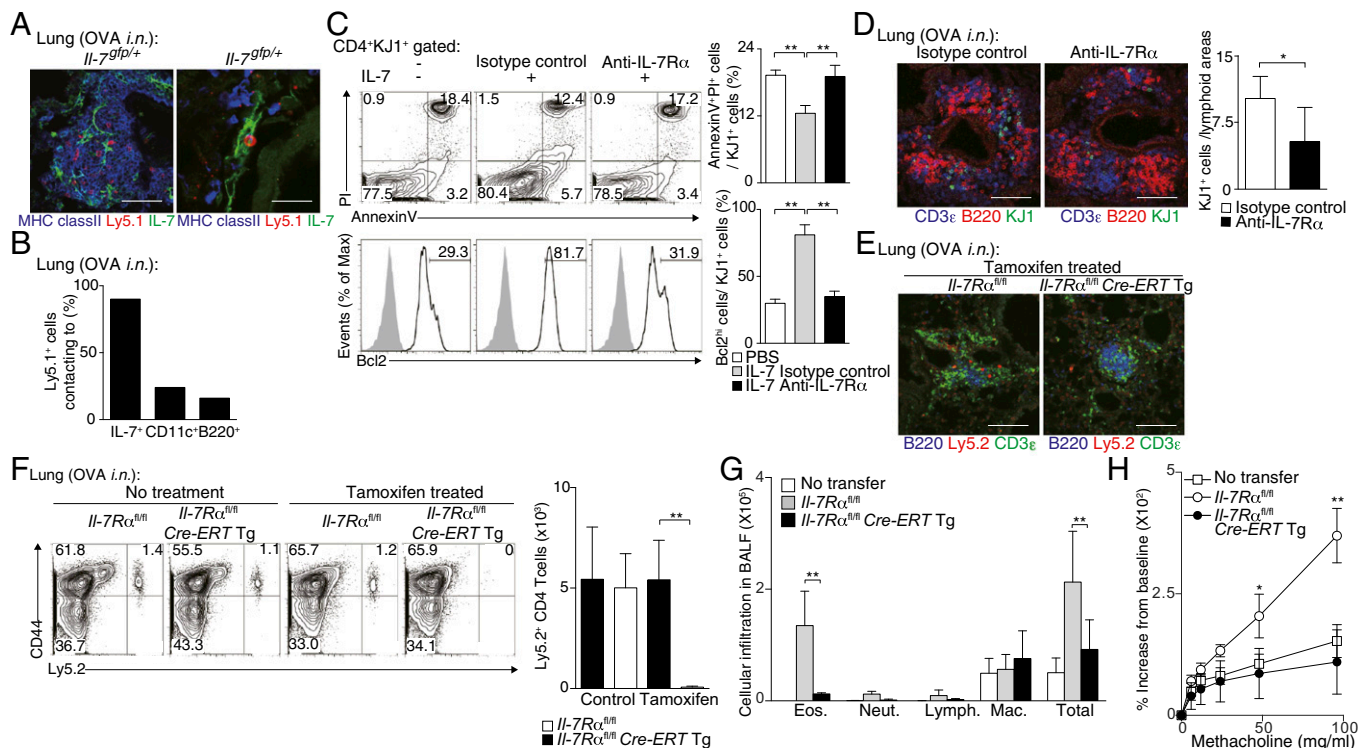 A
Lung (OVA i.n.):
Il-7gfp/+ Il-7gfp/+
MHC classII Ly5.1 IL-7 MHC classII Ly5.1 IL-7
B
Lung (OVA i.n.):
Ly5.1+ cells contacting to (%)
100
50
0
IL-7+ CD11c+ B220+
C
CD4+KJ1+ gated:
- Isotype control Anti-IL-7Rα
IL-7 - + +
0.9 18.4 1.5 12.4 0.9 17.2
77.5 3.2 80.4 5.7 78.5 3.4
PI
AnnexinV
29.3 81.7 31.9
Events (% of Max)
Bcl2
AnnexinV+PI+ cells / KJ1+ cells (%)
24
16
8
0
** **
Bcl2hi cells/ KJ1+ cells (%)
100
50
0
** **
PBS
IL-7 Isotype control
IL-7 Anti-IL-7Rα
D
Lung (OVA i.n.):
Isotype control Anti-IL-7Rα
CD3ε B220 KJ1 CD3ε B220 KJ1
KJ1+ cells /lymphoid areas
15
10
5
0
*
Isotype control
Anti-IL-7Rα
E
Lung (OVA i.n.):
Tamoxifen treated
Il-7Rαfl/fl Il-7Rαfl/fl Cre-ERT Tg
B220 Ly5.2 CD3ε B220 Ly5.2 CD3ε
F
Lung (OVA i.n.):
No treatment Tamoxifen treated
Il-7Rαfl/fl Il-7Rαfl/fl Cre-ERT Tg Il-7Rαfl/fl Il-7Rαfl/fl Cre-ERT Tg
61.8 1.4 55.5 1.1 65.7 1.2 65.9 0
36.7 43.3 33.0 34.1
CD44
Ly5.2
Ly5.2+ CD4 Tcells (x10³)
10
5
0
**
Control Tamoxifen
Il-7Rαfl/fl
Il-7Rαfl/fl Cre-ERT Tg
G
No transfer
Il-7Rαfl/fl
Il-7Rαfl/fl Cre-ERT Tg
Cellular infiltration in BALF (X10⁵)
4
2
0
** **
Eos. Neut. Lymph. Mac. Total
H
No transfer
Il-7Rαfl/fl
Il-7Rαfl/fl
Cre-ERT Tg
% Increase from baseline (X10²)
5
2.5
0
* **
0 50 100
Methacholine (mg/ml)